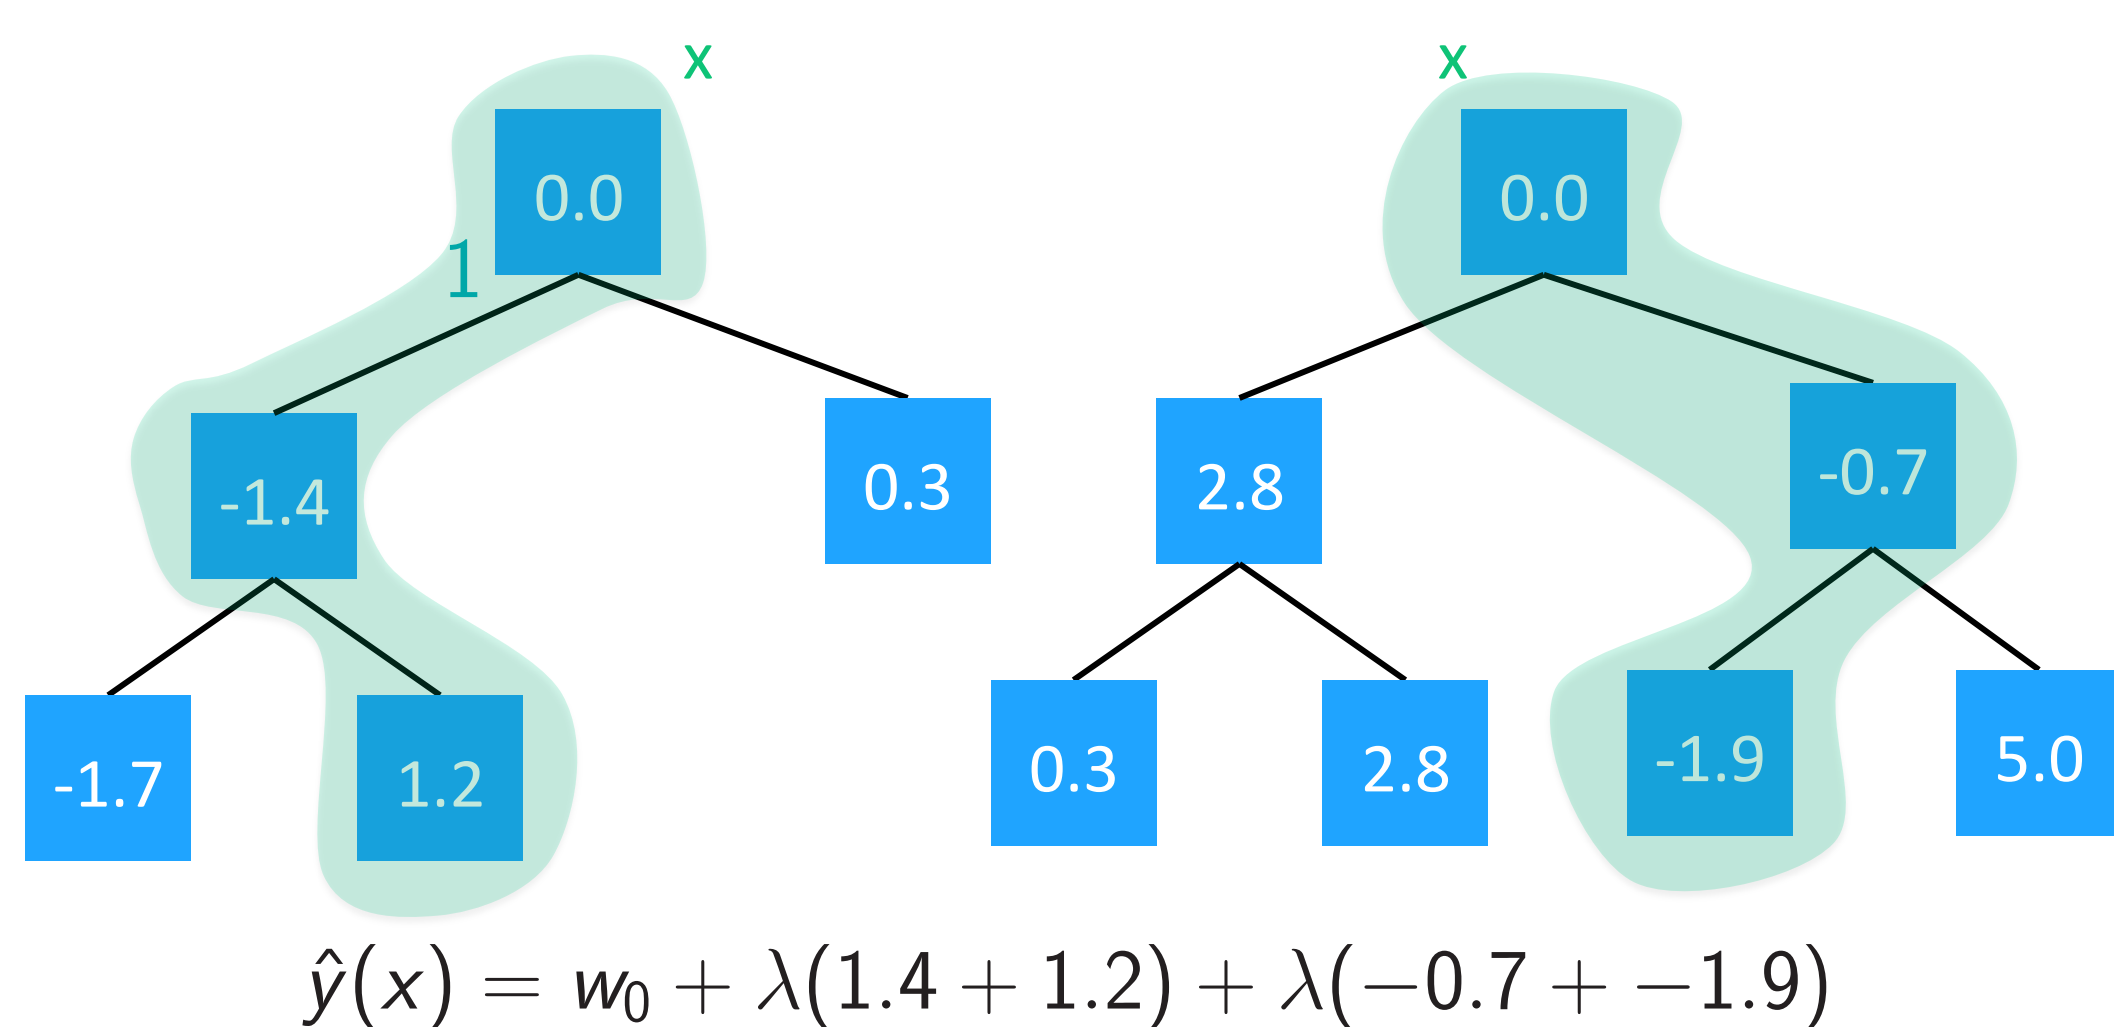 x x
0.0 0.0
1
-1.4 0.3 2.8 -0.7
-1.7 1.2 0.3 2.8 -1.9 5.0
ŷ(x) = w₀ + λ(1.4 + 1.2) + λ(−0.7 + −1.9)